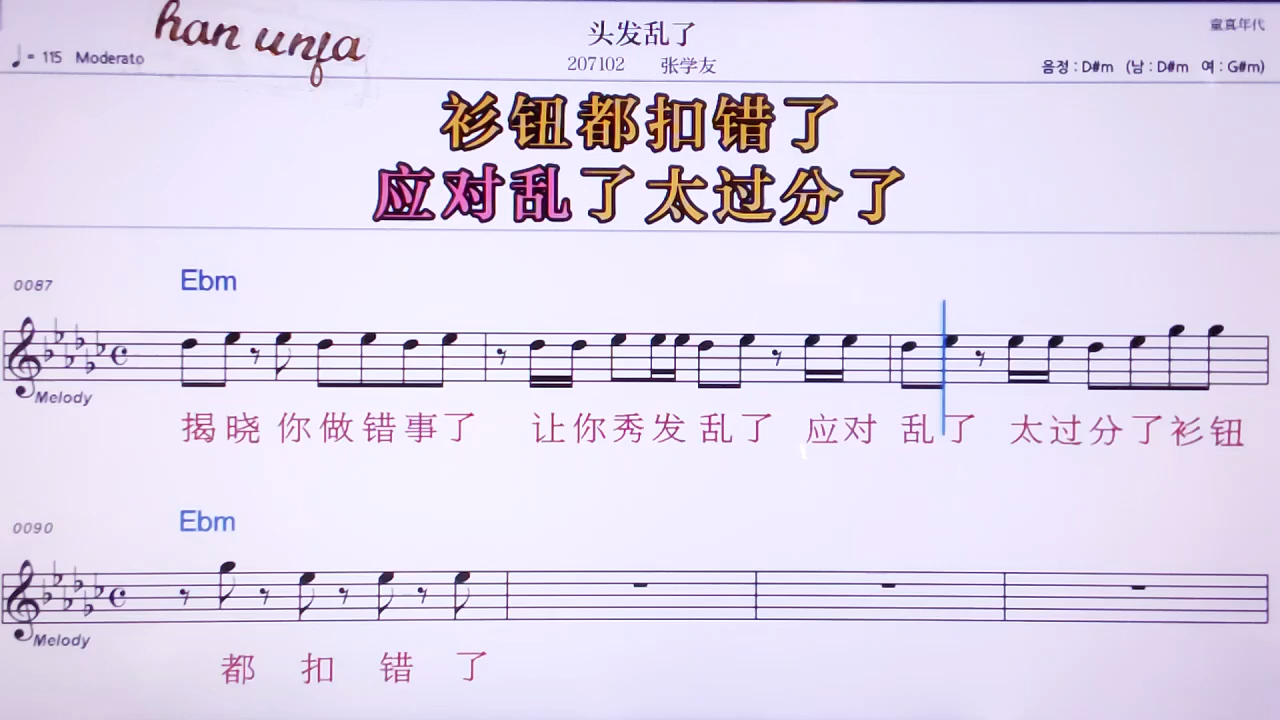 han unfa
头发乱了
童真年代
♩= 115 Moderato
207102 张学友
음정 : D#m (남 : D#m 여 : G#m)
衫钮都扣错了
应对乱了太过分了
0087
Ebm
Melody
揭晓你做错事了 让你秀发乱了 应对乱了 太过分了衫钮
0090
Ebm
Melody
都扣错了